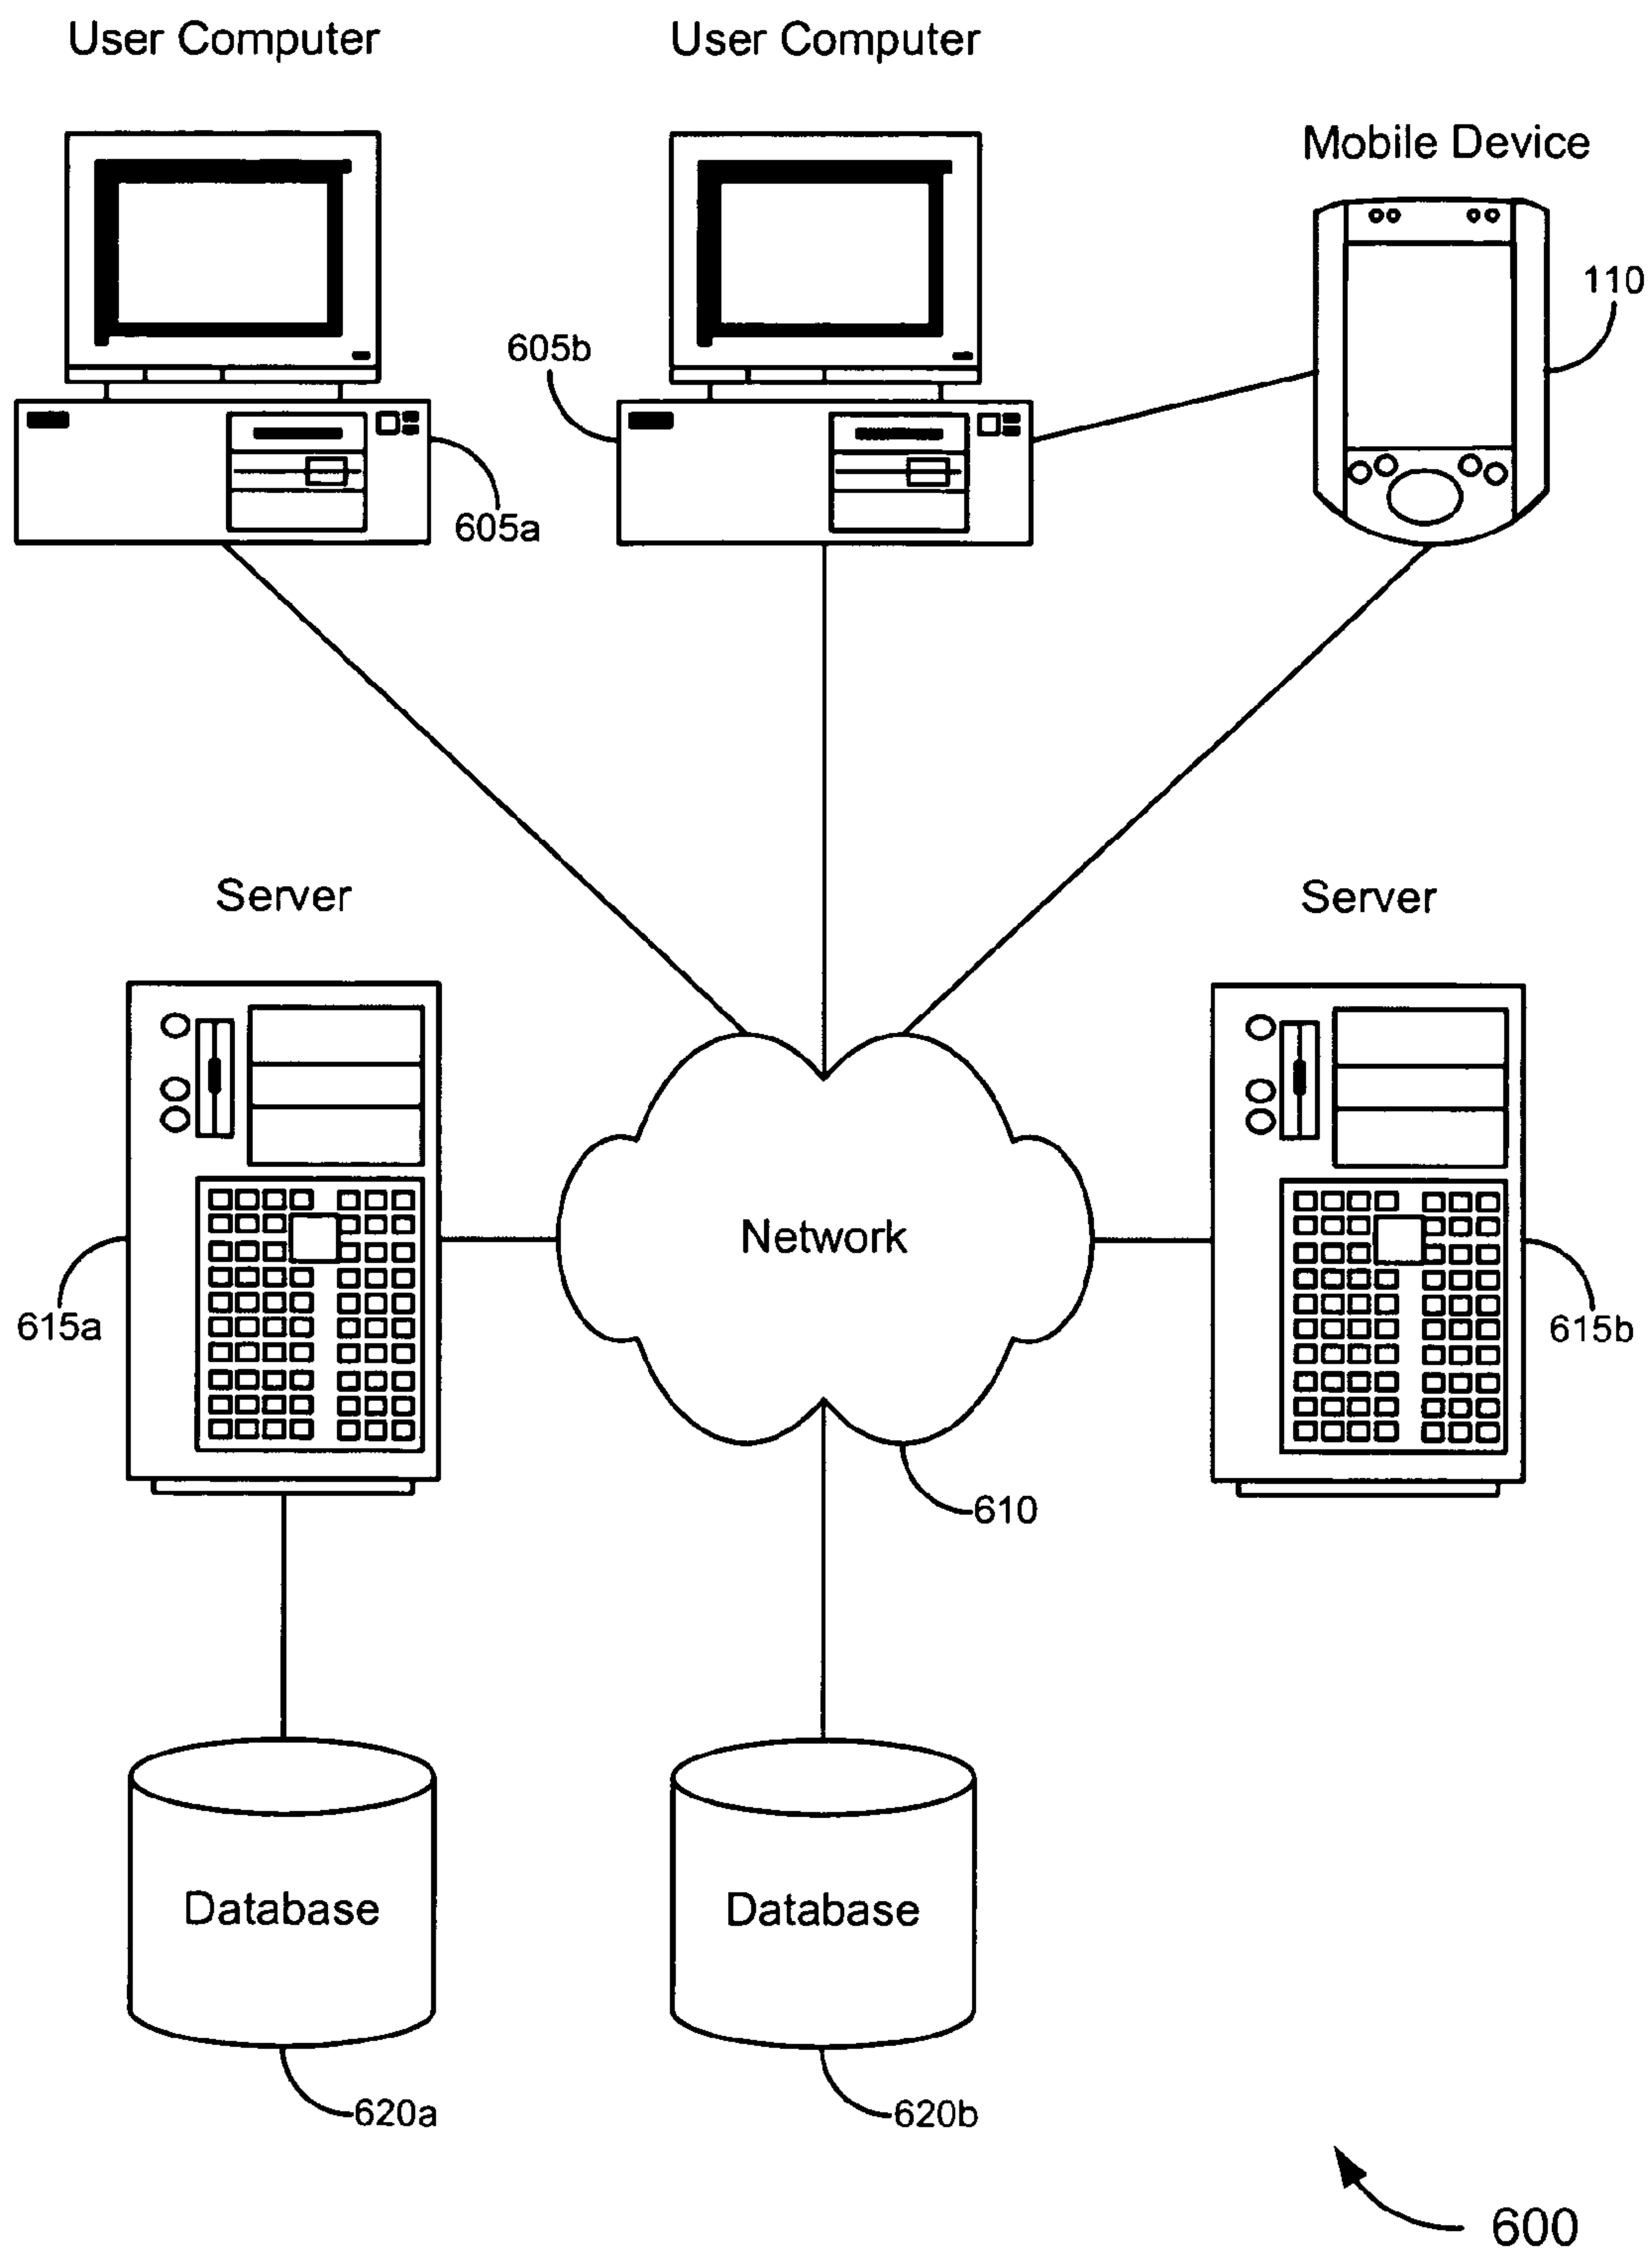 User Computer
User Computer
Mobile Device
110
605b
605a
Server
Server
Network
615a
615b
610
Database
Database
620a
620b
600